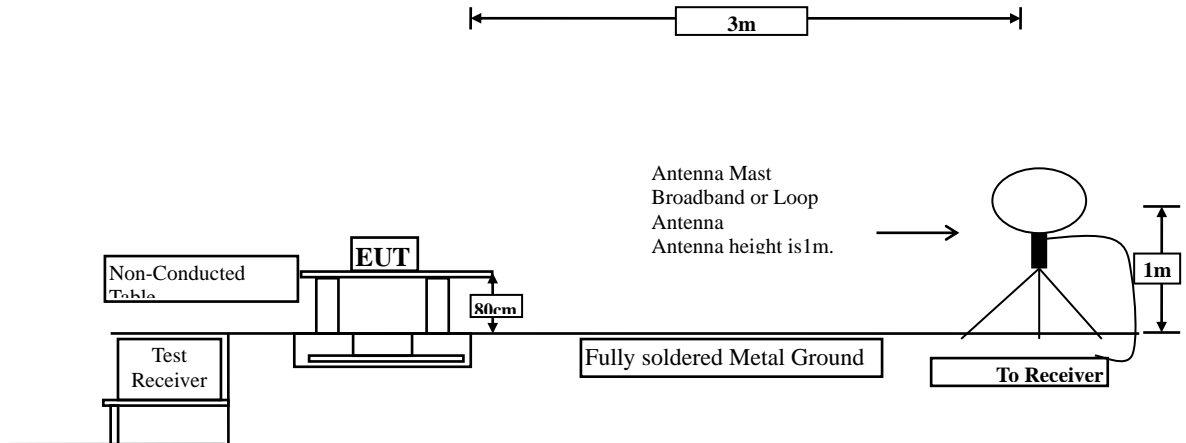 3m
Antenna Mast
Broadband or Loop
Antenna
Antenna height is1m.
EUT
Non-Conducted
Table
80cm
1m
Test
Receiver
Fully soldered Metal Ground
To Receiver